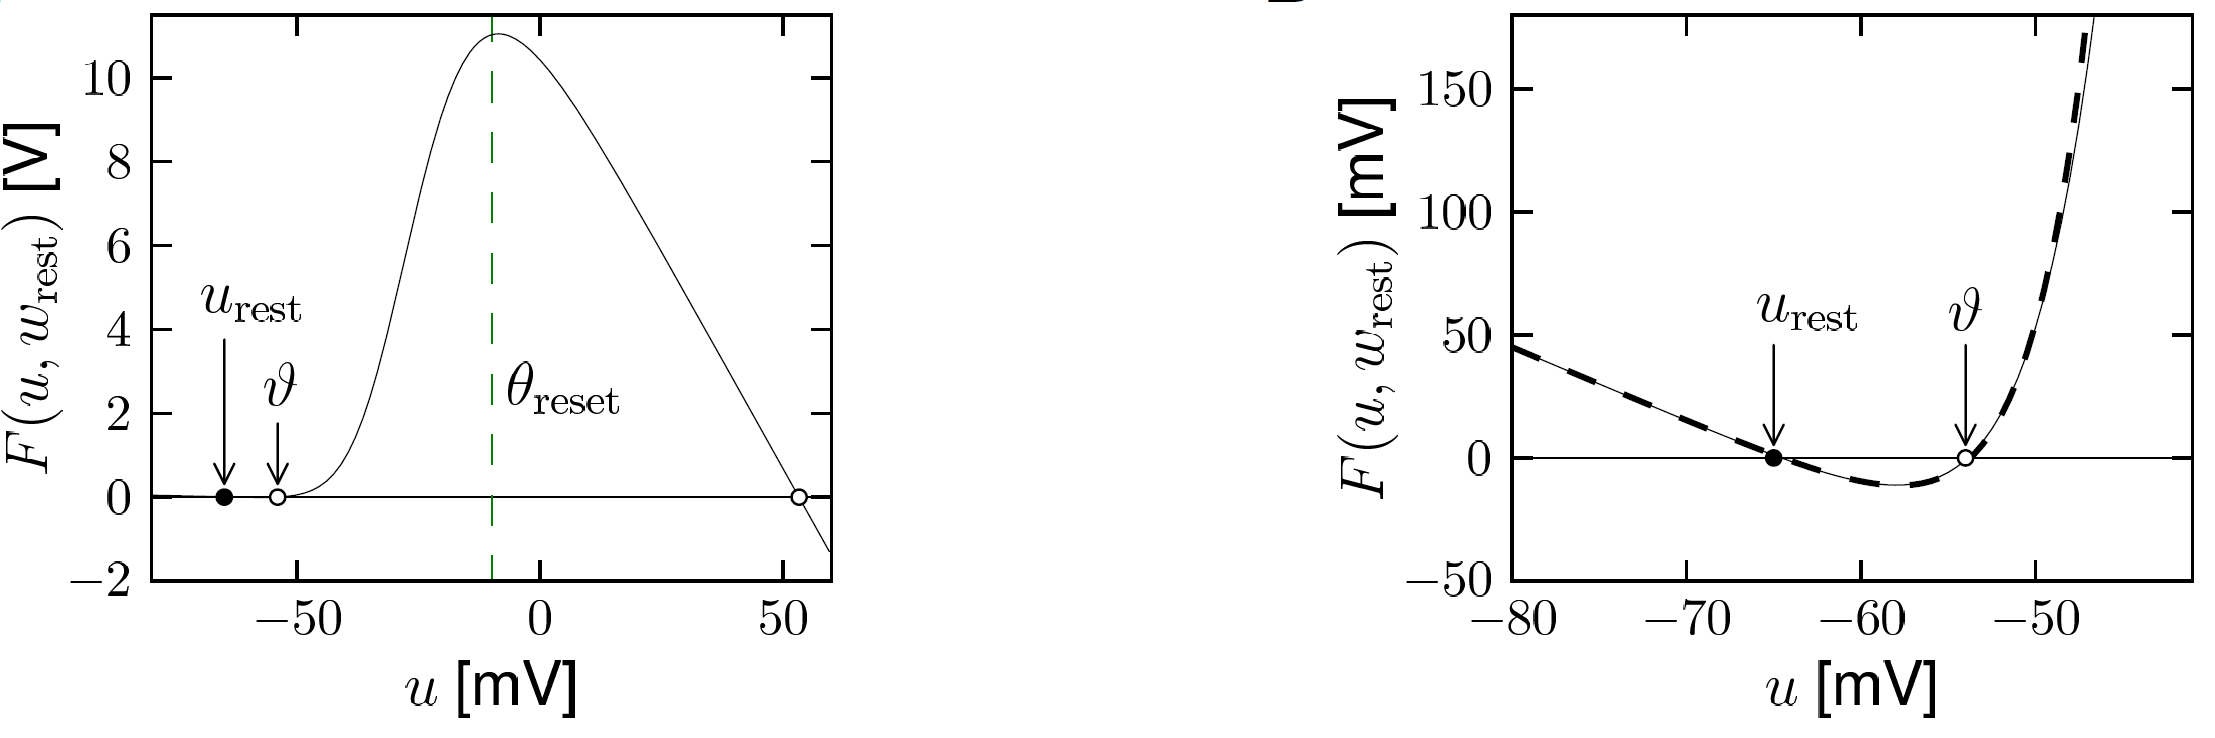 F(u, w_rest) [V]
10
8
6
4
2
0
−2
u_rest
ϑ
θ_reset
−50 0 50
u [mV]
F(u, w_rest) [mV]
150
100
50
0
−50
u_rest
ϑ
−80 −70 −60 −50
u [mV]